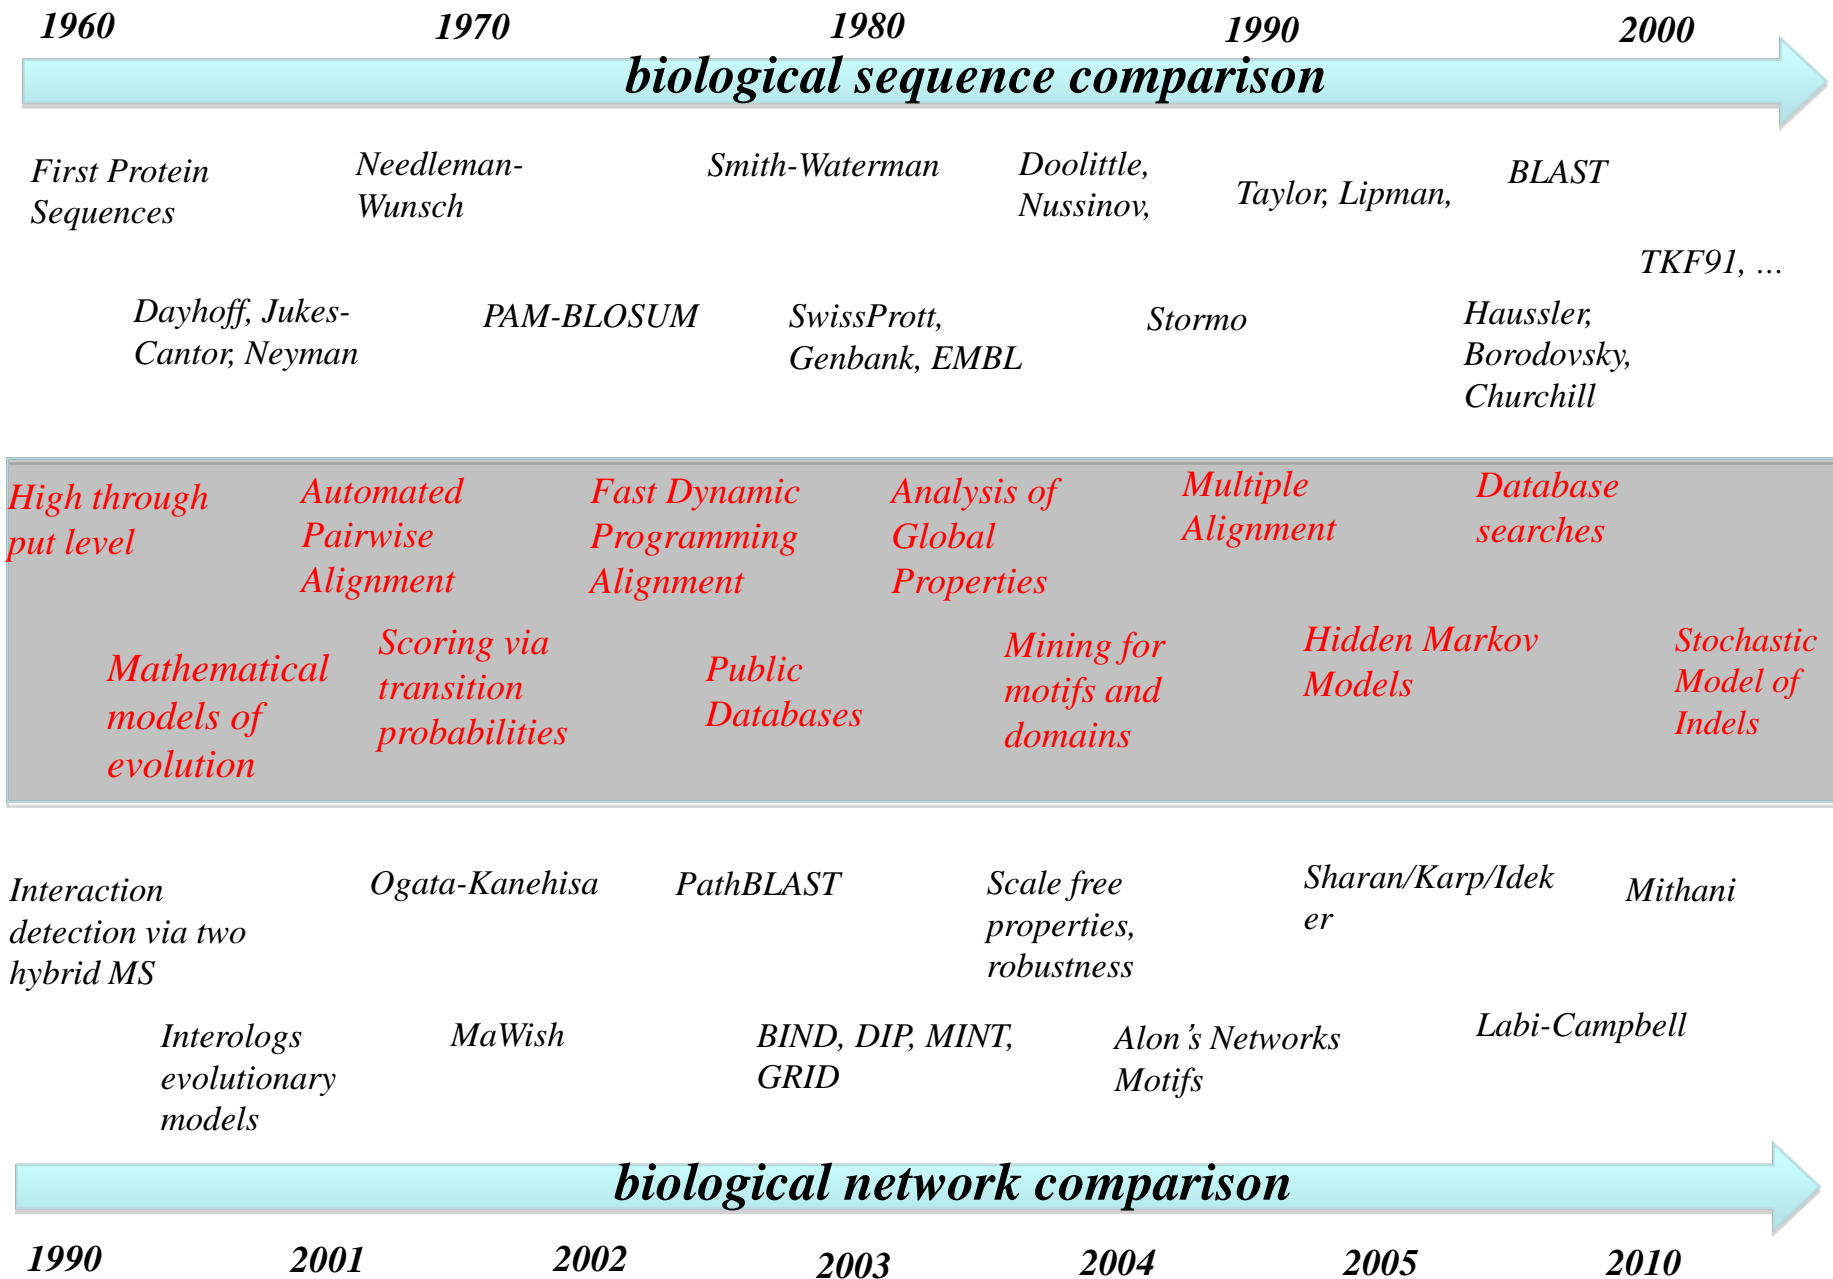 1960 1970 1980 1990 2000
biological sequence comparison
First Protein
Sequences
Needleman-
Wunsch
Smith-Waterman
Doolittle,
Nussinov,
Taylor, Lipman,
BLAST
TKF91, ...
Dayhoff, Jukes-
Cantor, Neyman
PAM-BLOSUM
SwissPrott,
Genbank, EMBL
Stormo
Haussler,
Borodovsky,
Churchill
High through
put level
Automated
Pairwise
Alignment
Fast Dynamic
Programming
Alignment
Analysis of
Global
Properties
Multiple
Alignment
Database
searches
Mathematical
models of
evolution
Scoring via
transition
probabilities
Public
Databases
Mining for
motifs and
domains
Hidden Markov
Models
Stochastic
Model of
Indels
Interaction
detection via two
hybrid MS
Ogata-Kanehisa
PathBLAST
Scale free
properties,
robustness
Sharan/Karp/Idek
er
Mithani
Interologs
evolutionary
models
MaWish
BIND, DIP, MINT,
GRID
Alon's Networks
Motifs
Labi-Campbell
biological network comparison
1990 2001 2002 2003 2004 2005 2010